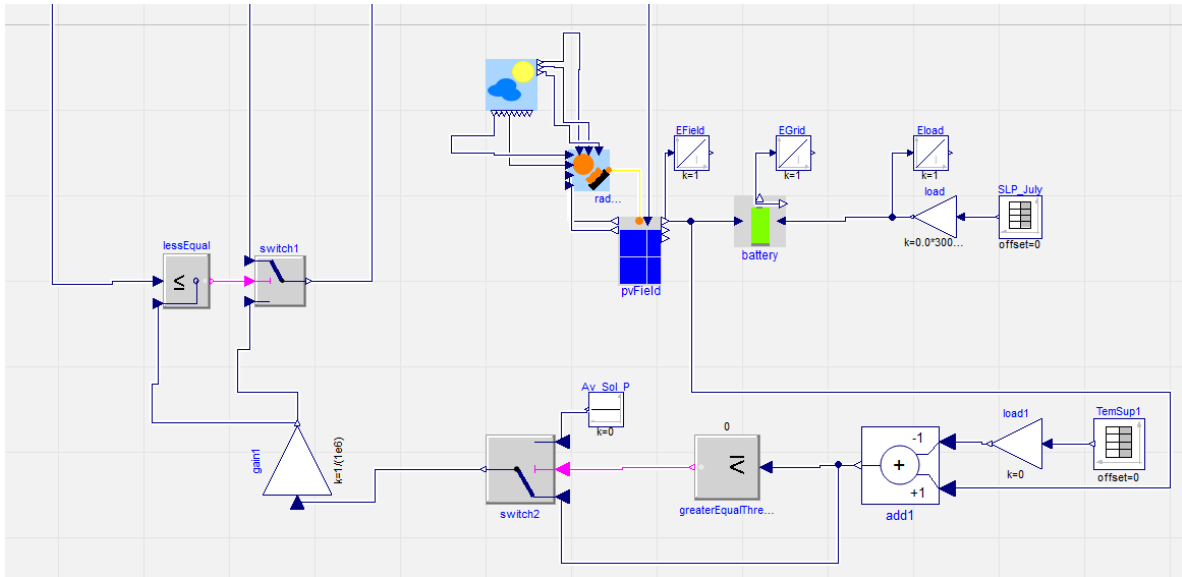 EField
EGrid
Eload
k=1
k=1
k=1
load
SLP_July
rad...
k=0.0*300...
offset=0
lessEqual
switch1
battery
≤
pvField
Av_Sol_P
0
load1
TemSup1
k=0
-1
gain1
k=1/(1e6)
≥
+
k=0
offset=0
+1
switch2
greaterEqualThre...
add1